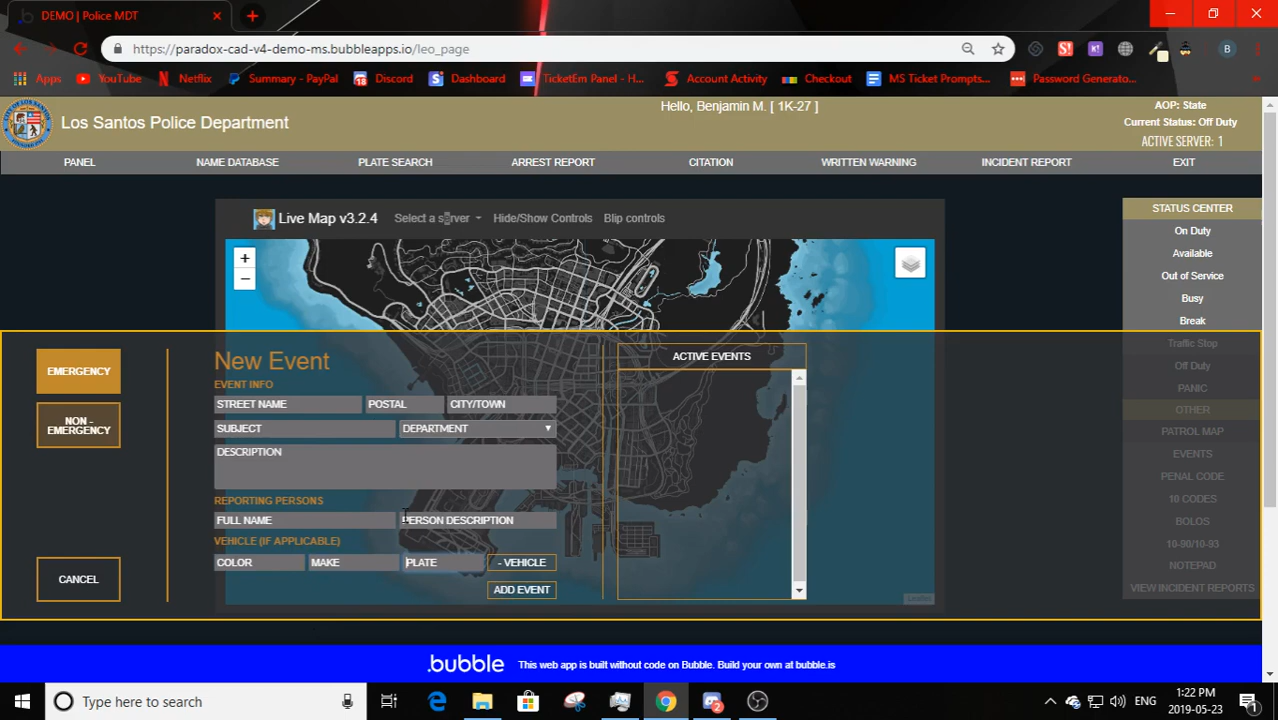 DEMO | Police MDT
https://paradox-cad-v4-demo-ms.bubbleapps.io/leo_page
B
Apps YouTube Netflix Summary - PayPal Discord Dashboard TicketEm Panel - H... Account Activity Checkout MS Ticket Prompts... Password Generato...
Los Santos Police Department
Hello, Benjamin M. [ 1K-27 ]
AOP: State
Current Status: Off Duty
ACTIVE SERVER: 1
PANEL NAME DATABASE PLATE SEARCH ARREST REPORT CITATION WRITTEN WARNING INCIDENT REPORT EXIT
Live Map v3.2.4 Select a server Hide/Show Controls Blip controls
+
−
STATUS CENTER
On Duty
Available
Out of Service
Busy
Break
Traffic Stop
Off Duty
PANIC
OTHER
PATROL MAP
EVENTS
PENAL CODE
10 CODES
BOLOS
10-90/10-93
NOTEPAD
VIEW INCIDENT REPORTS
EMERGENCY
NON -
EMERGENCY
CANCEL
New Event
EVENT INFO
STREET NAME POSTAL CITY/TOWN
SUBJECT DEPARTMENT
DESCRIPTION
REPORTING PERSONS
FULL NAME PERSON DESCRIPTION
VEHICLE (IF APPLICABLE)
COLOR MAKE PLATE - VEHICLE
ADD EVENT
ACTIVE EVENTS
Leaflet
.bubble This web app is built without code on Bubble. Build your own at bubble.is
Type here to search
ENG
1:22 PM
2019-05-23